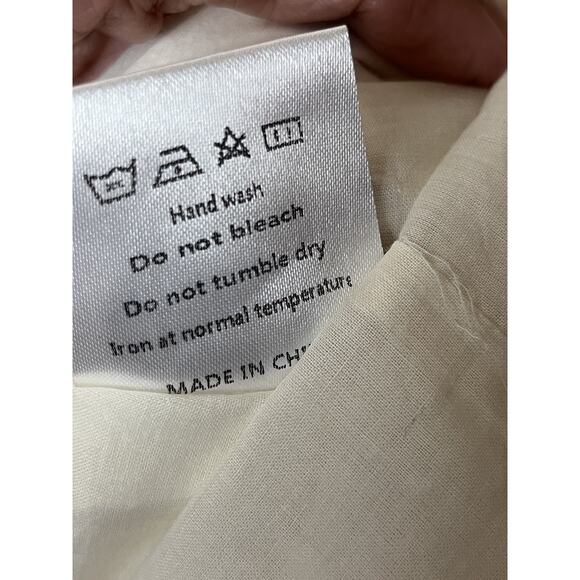 Hand wash
Do not bleach
Do not tumble dry
Iron at normal temperature
MADE IN CHI